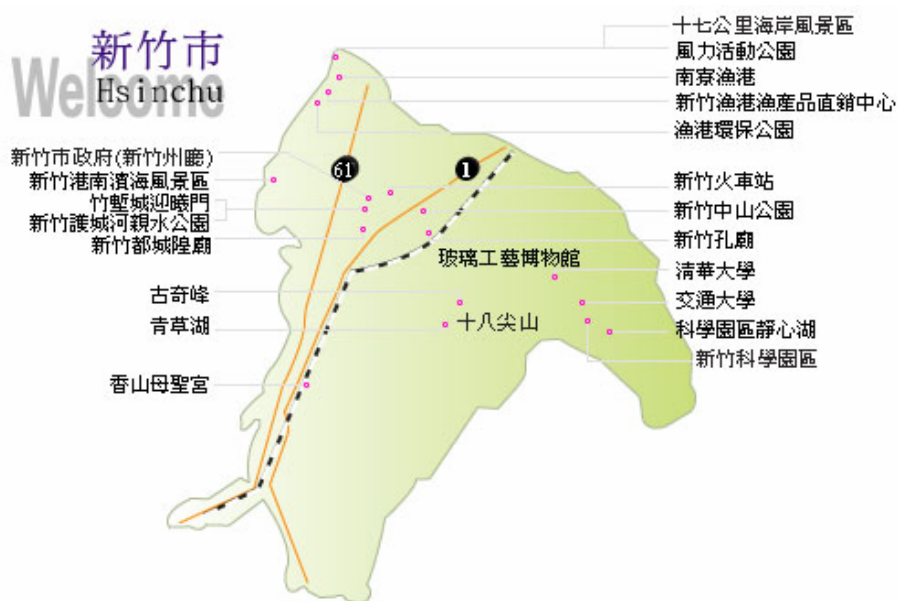 新竹市
Welcome
Hsinchu
十七公里海岸風景區
風力活動公園
南寮漁港
新竹漁港漁產品直銷中心
漁港環保公園
新竹市政府(新竹州廳)
新竹港南濱海風景區
竹塹城迎曦門
新竹護城河親水公園
新竹都城隍廟
61
1
新竹火車站
新竹中山公園
新竹孔廟
玻璃工藝博物館
清華大學
交通大學
科學園區靜心湖
新竹科學園區
古奇峰
青草湖
十八尖山
香山母聖宮